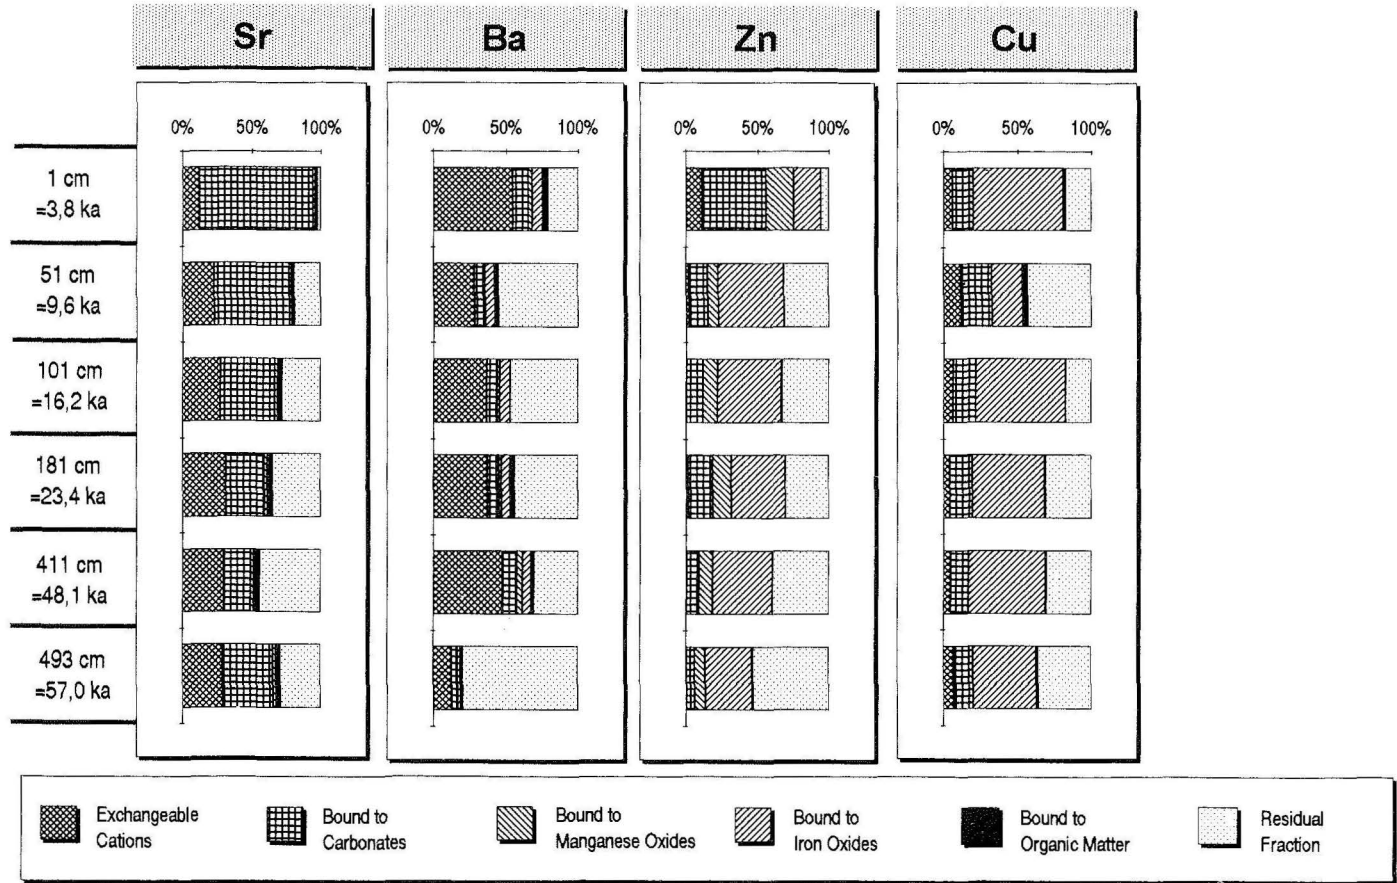 Sr
Ba
Zn
Cu
0% 50% 100%
0% 50% 100%
0% 50% 100%
0% 50% 100%
1 cm
=3,8 ka
51 cm
=9,6 ka
101 cm
=16,2 ka
181 cm
=23,4 ka
411 cm
=48,1 ka
493 cm
=57,0 ka
Exchangeable
Cations
Bound to
Carbonates
Bound to
Manganese Oxides
Bound to
Iron Oxides
Bound to
Organic Matter
Residual
Fraction